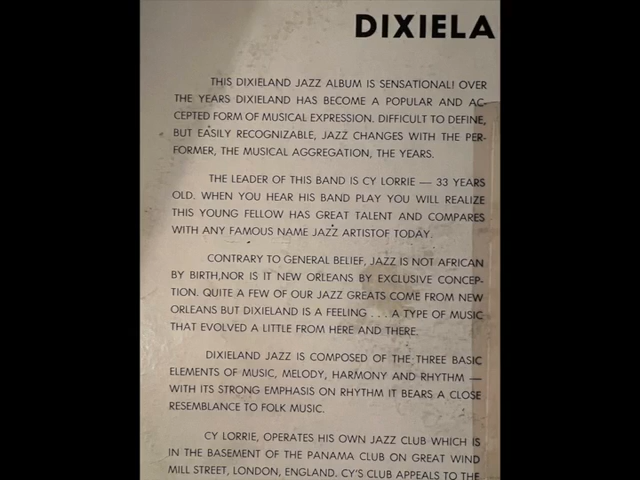 DIXIELA
THIS DIXIELAND JAZZ ALBUM IS SENSATIONAL! OVER
THE YEARS DIXIELAND HAS BECOME A POPULAR AND AC-
CEPTED FORM OF MUSICAL EXPRESSION. DIFFICULT TO DEFINE,
BUT EASILY RECOGNIZABLE, JAZZ CHANGES WITH THE PER-
FORMER, THE MUSICAL AGGREGATION, THE YEARS.
THE LEADER OF THIS BAND IS CY LORRIE — 33 YEARS
OLD. WHEN YOU HEAR HIS BAND PLAY YOU WILL REALIZE
THIS YOUNG FELLOW HAS GREAT TALENT AND COMPARES
WITH ANY FAMOUS NAME JAZZ ARTISTOF TODAY.
CONTRARY TO GENERAL BELIEF, JAZZ IS NOT AFRICAN
BY BIRTH,NOR IS IT NEW ORLEANS BY EXCLUSIVE CONCEP-
TION. QUITE A FEW OF OUR JAZZ GREATS COME FROM NEW
ORLEANS BUT DIXIELAND IS A FEELING . . . A TYPE OF MUSIC
THAT EVOLVED A LITTLE FROM HERE AND THERE.
DIXIELAND JAZZ IS COMPOSED OF THE THREE BASIC
ELEMENTS OF MUSIC, MELODY, HARMONY AND RHYTHM —
WITH ITS STRONG EMPHASIS ON RHYTHM IT BEARS A CLOSE
RESEMBLANCE TO FOLK MUSIC.
CY LORRIE, OPERATES HIS OWN JAZZ CLUB WHICH IS
IN THE BASEMENT OF THE PANAMA CLUB ON GREAT WIND
MILL STREET, LONDON, ENGLAND. CY'S CLUB APPEALS TO THE